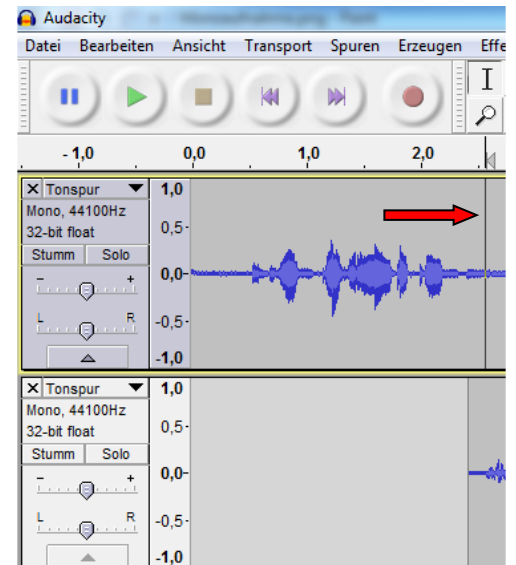 Audacity
Datei Bearbeiten Ansicht Transport Spuren Erzeugen Effe
- 1,0 0,0 1,0 2,0
X Tonspur ▼ 1,0
Mono, 44100Hz
32-bit float 0,5-
Stumm Solo
- + 0,0-
L R -0,5-
-1,0
X Tonspur ▼ 1,0
Mono, 44100Hz
32-bit float 0,5-
Stumm Solo
- + 0,0-
L R -0,5-
-1,0